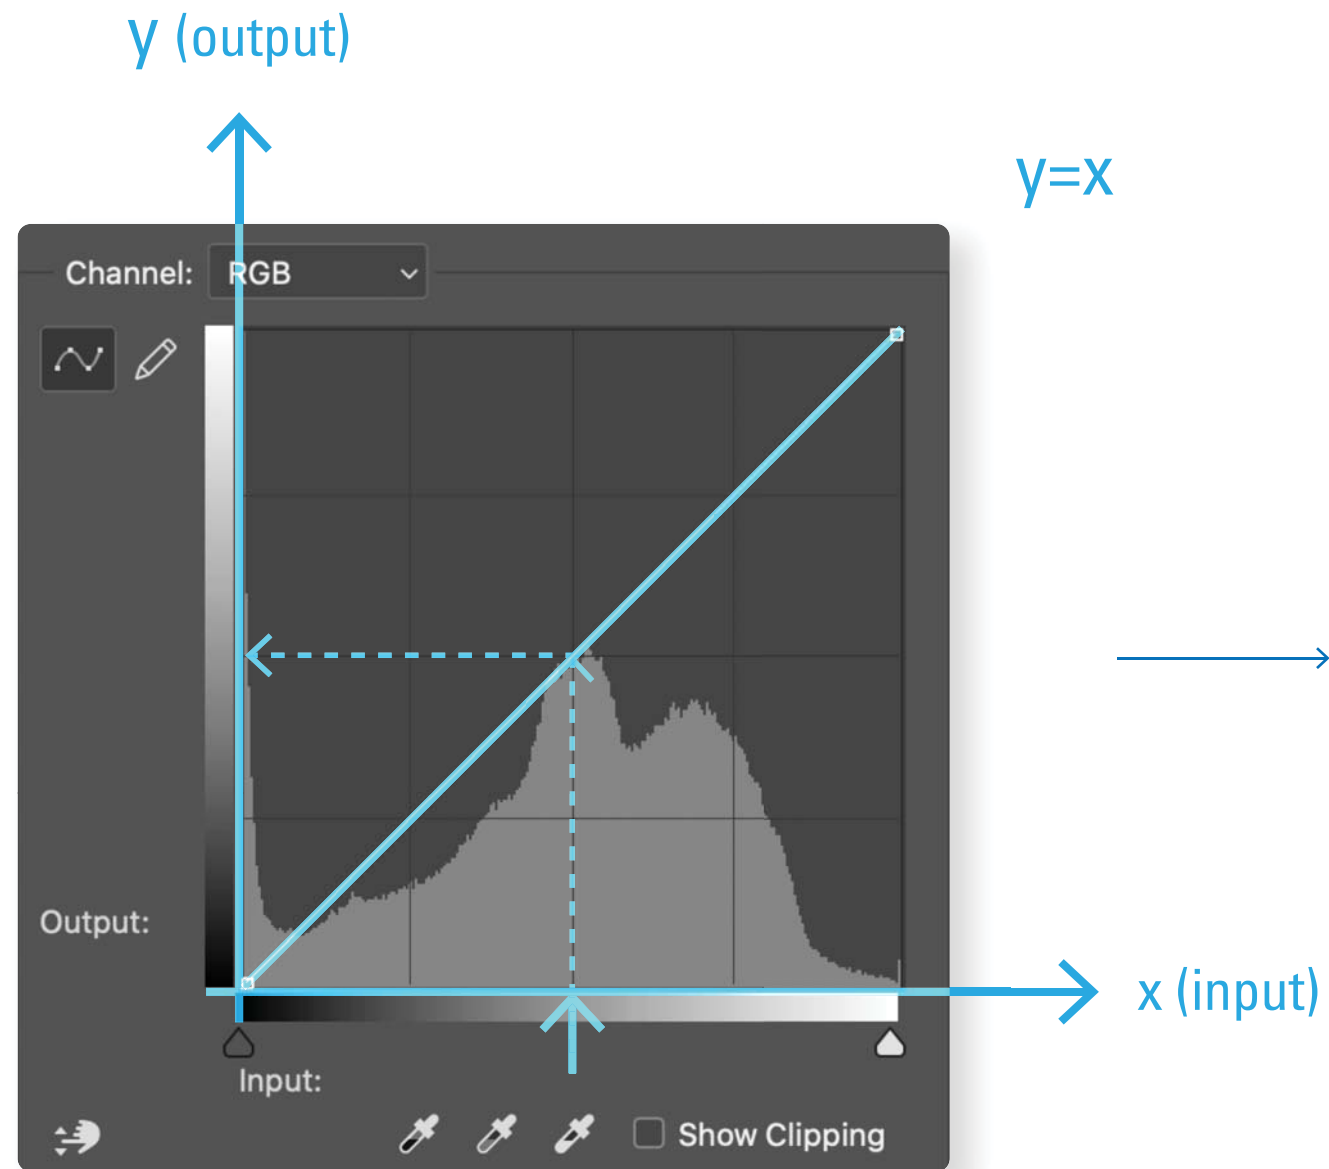 y (output)
y=x
Channel: RGB
Output:
x (input)
Input:
Show Clipping